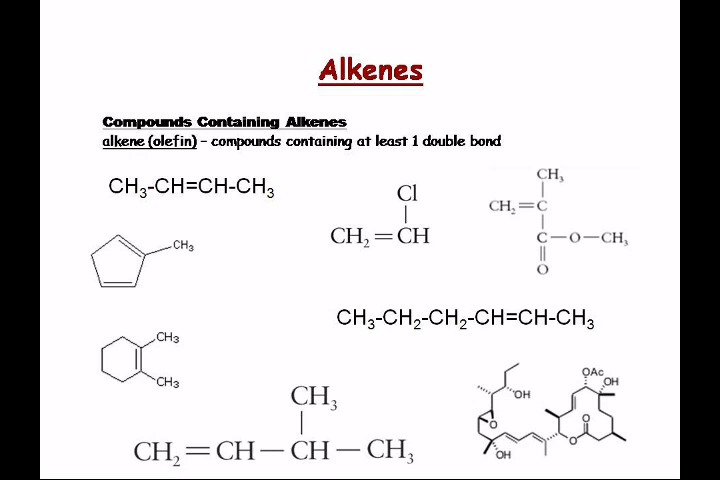 Alkenes
Compounds Containing Alkenes
alkene (olefin) – compounds containing at least 1 double bond
CH₃-CH=CH-CH₃
Cl
CH₂=CH
CH₃
CH₂=C
C—O—CH₃
O
CH₃
CH₃-CH₂-CH₂-CH=CH-CH₃
CH₃
CH₃
CH₃
CH₂=CH—CH—CH₃
OH
O
OH
OAc
OH
O
O